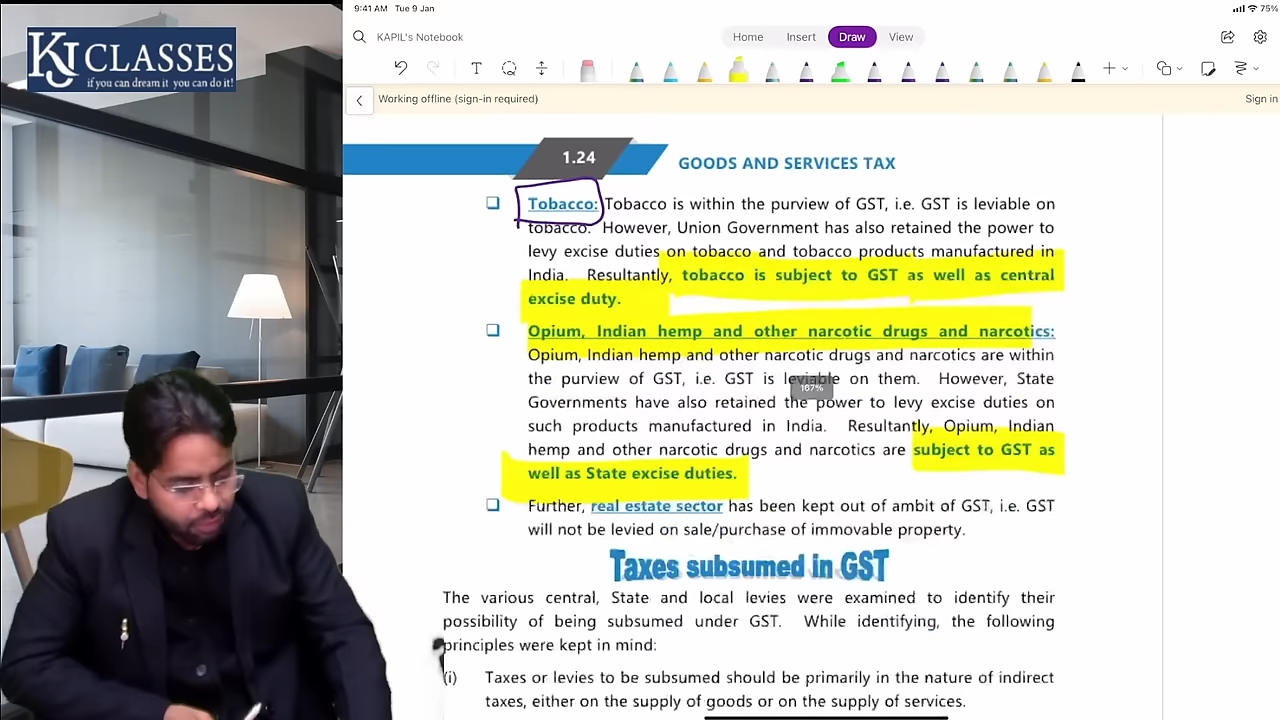 KJ CLASSES
if you can dream it you can do it!
9:41 AM Tue 9 Jan
75%
KAPIL's Notebook
Home Insert Draw View
Working offline (sign-in required)
Sign in
1.24 GOODS AND SERVICES TAX
Tobacco: Tobacco is within the purview of GST, i.e. GST is leviable on
tobacco. However, Union Government has also retained the power to
levy excise duties on tobacco and tobacco products manufactured in
India. Resultantly, tobacco is subject to GST as well as central
excise duty.
Opium, Indian hemp and other narcotic drugs and narcotics:
Opium, Indian hemp and other narcotic drugs and narcotics are within
the purview of GST, i.e. GST is leviable on them. However, State
167%
Governments have also retained the power to levy excise duties on
such products manufactured in India. Resultantly, Opium, Indian
hemp and other narcotic drugs and narcotics are subject to GST as
well as State excise duties.
Further, real estate sector has been kept out of ambit of GST, i.e. GST
will not be levied on sale/purchase of immovable property.
Taxes subsumed in GST
The various central, State and local levies were examined to identify their
possibility of being subsumed under GST. While identifying, the following
principles were kept in mind:
(i) Taxes or levies to be subsumed should be primarily in the nature of indirect
taxes, either on the supply of goods or on the supply of services.